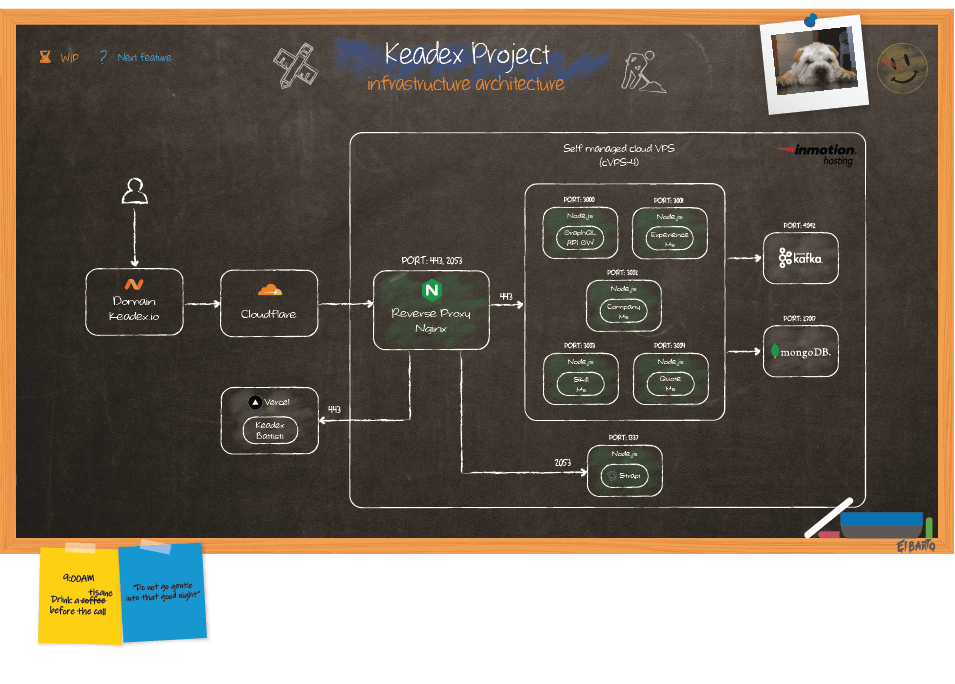 WIP
?
Next feature
Keadex Project
infrastructure architecture
Self managed cloud VPS
(cVPS-4)
inmotion
hosting
PORT: 3000
Node.js
GraphQL
API GW
PORT: 3001
Node.js
Experience
Ms
PORT: 3002
Node.js
Company
Ms
PORT: 3003
Node.js
Skill
Ms
PORT: 3004
Node.js
Quote
Ms
kafka.
PORT: 27017
mongoDB.
Domain
Keadex.io
Cloudflare
PORT: 443, 2053
N
Reverse Proxy
Nginx
443
Vercel
Keadex
Battisti
443
2053
PORT: 1337
Node.js
Strapi
El BARTO
9:00AM
tisane
Drink a coffee
before the call
"Do not go gentle
into that good night"